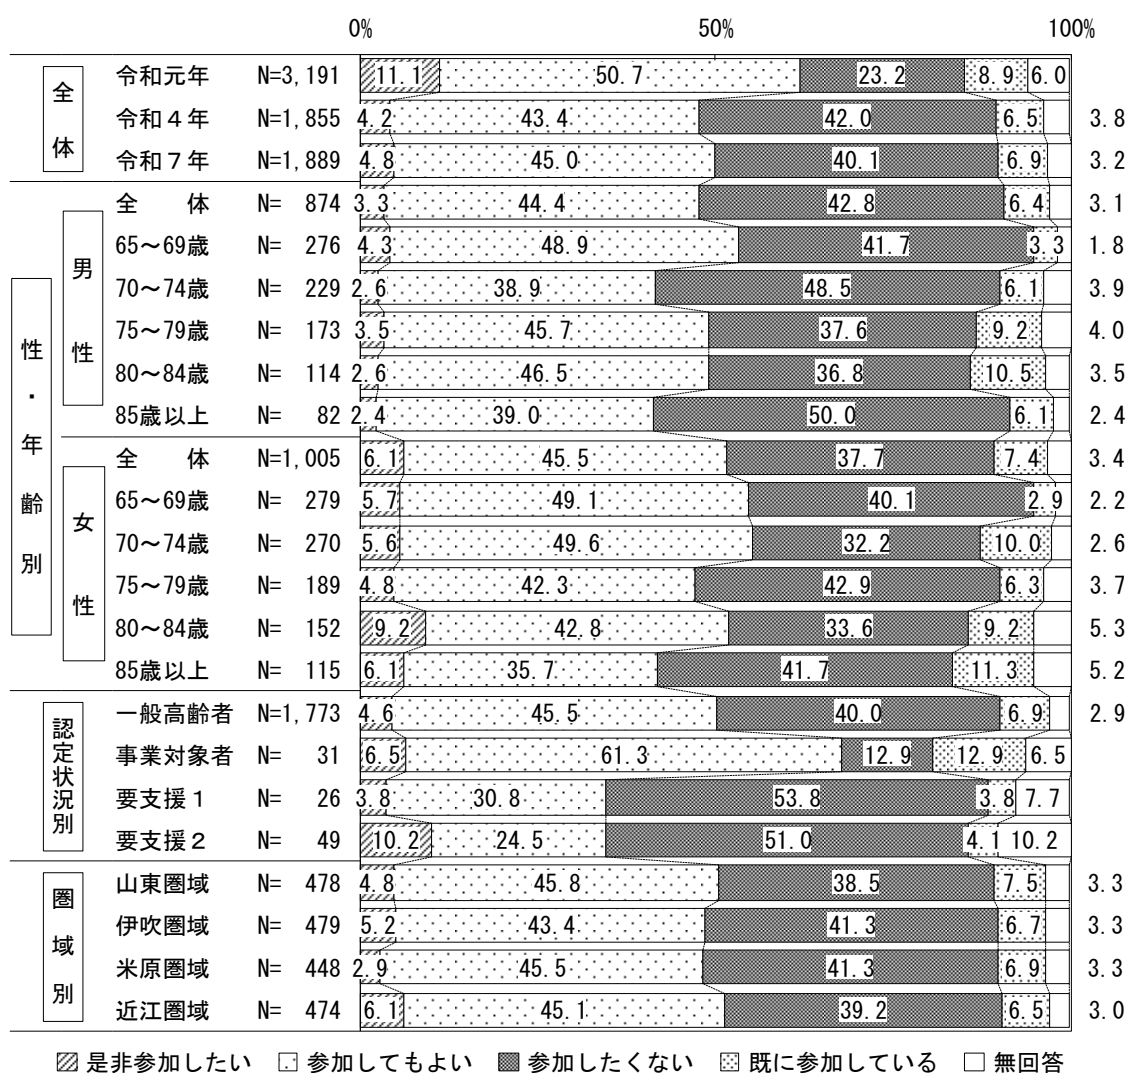 0% 50% 100%
全体
令和元年 N=3,191 11.1 50.7 23.2 8.9 6.0
令和４年 N=1,855 4.2 43.4 42.0 6.5 3.8
令和７年 N=1,889 4.8 45.0 40.1 6.9 3.2
性・年齢別
男性
全体 N= 874 3.3 44.4 42.8 6.4 3.1
65～69歳 N= 276 4.3 48.9 41.7 3.3 1.8
70～74歳 N= 229 2.6 38.9 48.5 6.1 3.9
75～79歳 N= 173 3.5 45.7 37.6 9.2 4.0
80～84歳 N= 114 2.6 46.5 36.8 10.5 3.5
85歳以上 N= 82 2.4 39.0 50.0 6.1 2.4
女性
全体 N=1,005 6.1 45.5 37.7 7.4 3.4
65～69歳 N= 279 5.7 49.1 40.1 2.9 2.2
70～74歳 N= 270 5.6 49.6 32.2 10.0 2.6
75～79歳 N= 189 4.8 42.3 42.9 6.3 3.7
80～84歳 N= 152 9.2 42.8 33.6 9.2 5.3
85歳以上 N= 115 6.1 35.7 41.7 11.3 5.2
認定状況別
一般高齢者 N=1,773 4.6 45.5 40.0 6.9 2.9
事業対象者 N= 31 6.5 61.3 12.9 12.9 6.5
要支援１ N= 26 3.8 30.8 53.8 3.8 7.7
要支援２ N= 49 10.2 24.5 51.0 4.1 10.2
圏域別
山東圏域 N= 478 4.8 45.8 38.5 7.5 3.3
伊吹圏域 N= 479 5.2 43.4 41.3 6.7 3.3
米原圏域 N= 448 2.9 45.5 41.3 6.9 3.3
近江圏域 N= 474 6.1 45.1 39.2 6.5 3.0
是非参加したい 参加してもよい 参加したくない 既に参加している 無回答